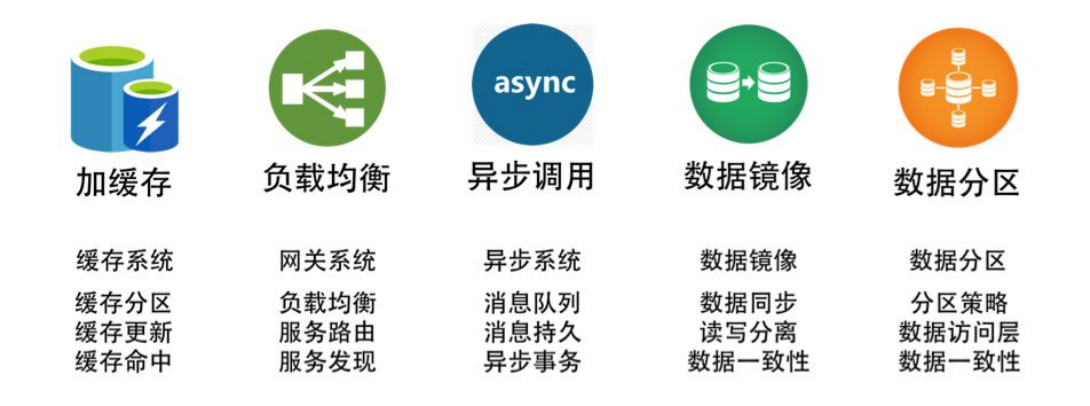 async
加缓存 负载均衡 异步调用 数据镜像 数据分区
缓存系统 网关系统 异步系统 数据镜像 数据分区
缓存分区 负载均衡 消息队列 数据同步 分区策略
缓存更新 服务路由 消息持久 读写分离 数据访问层
缓存命中 服务发现 异步事务 数据一致性 数据一致性